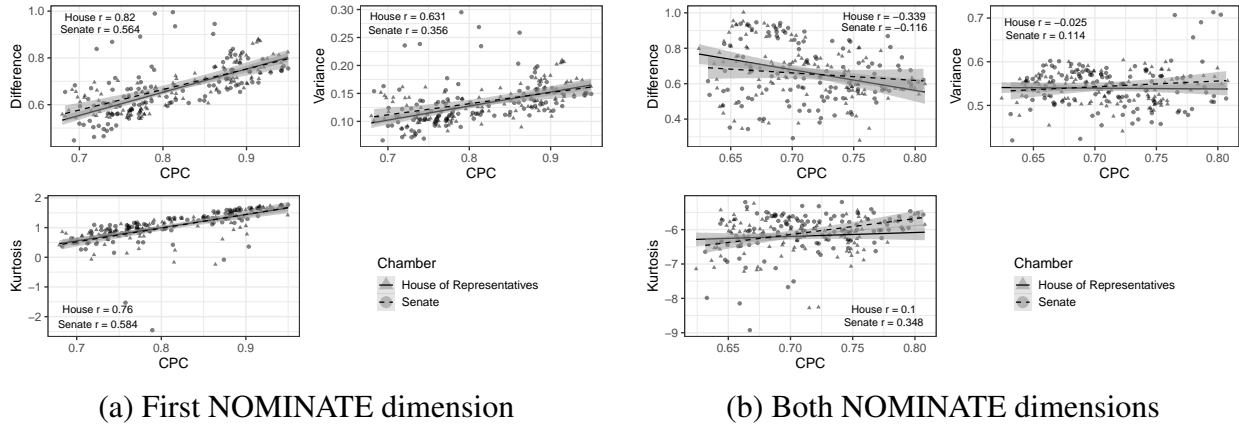 House r = 0.82
Senate r = 0.564
Difference
1.0
0.8
0.6
0.7
0.8
0.9
CPC
House r = 0.631
Senate r = 0.356
Variance
0.30
0.25
0.20
0.15
0.10
0.7
0.8
0.9
CPC
Kurtosis
2
1
0
−1
−2
House r = 0.76
Senate r = 0.584
0.7
0.8
0.9
CPC
Chamber
House of Representatives
Senate
(a) First NOMINATE dimension
House r = −0.339
Senate r = −0.116
Difference
1.0
0.8
0.6
0.4
0.65
0.70
0.75
0.80
CPC
House r = −0.025
Senate r = 0.114
Variance
0.7
0.6
0.5
0.65
0.70
0.75
0.80
CPC
Kurtosis
−6
−7
−8
−9
House r = 0.1
Senate r = 0.348
0.65
0.70
0.75
0.80
CPC
Chamber
House of Representatives
Senate
(b) Both NOMINATE dimensions